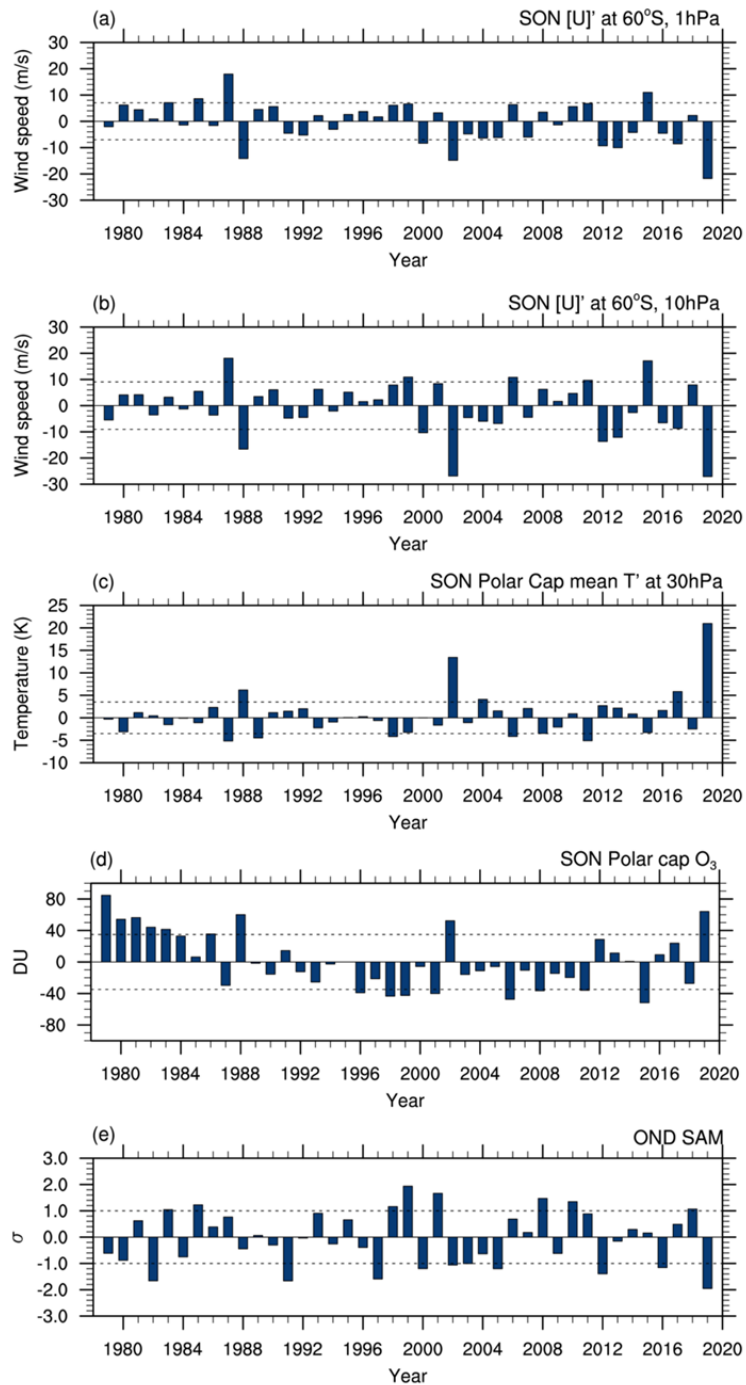 (a) SON [U]' at 60°S, 1hPa
30
20
10
0
-10
-20
-30
Wind speed (m/s)
1980 1984 1988 1992 1996 2000 2004 2008 2012 2016 2020
Year
(b) SON [U]' at 60°S, 10hPa
30
20
10
0
-10
-20
-30
Wind speed (m/s)
1980 1984 1988 1992 1996 2000 2004 2008 2012 2016 2020
Year
(c) SON Polar Cap mean T' at 30hPa
25
20
15
10
5
0
-5
-10
Temperature (K)
1980 1984 1988 1992 1996 2000 2004 2008 2012 2016 2020
Year
(d) SON Polar cap O₃
80
40
0
-40
-80
DU
1980 1984 1988 1992 1996 2000 2004 2008 2012 2016 2020
Year
(e) OND SAM
3.0
2.0
1.0
0.0
-1.0
-2.0
-3.0
σ
1980 1984 1988 1992 1996 2000 2004 2008 2012 2016 2020
Year